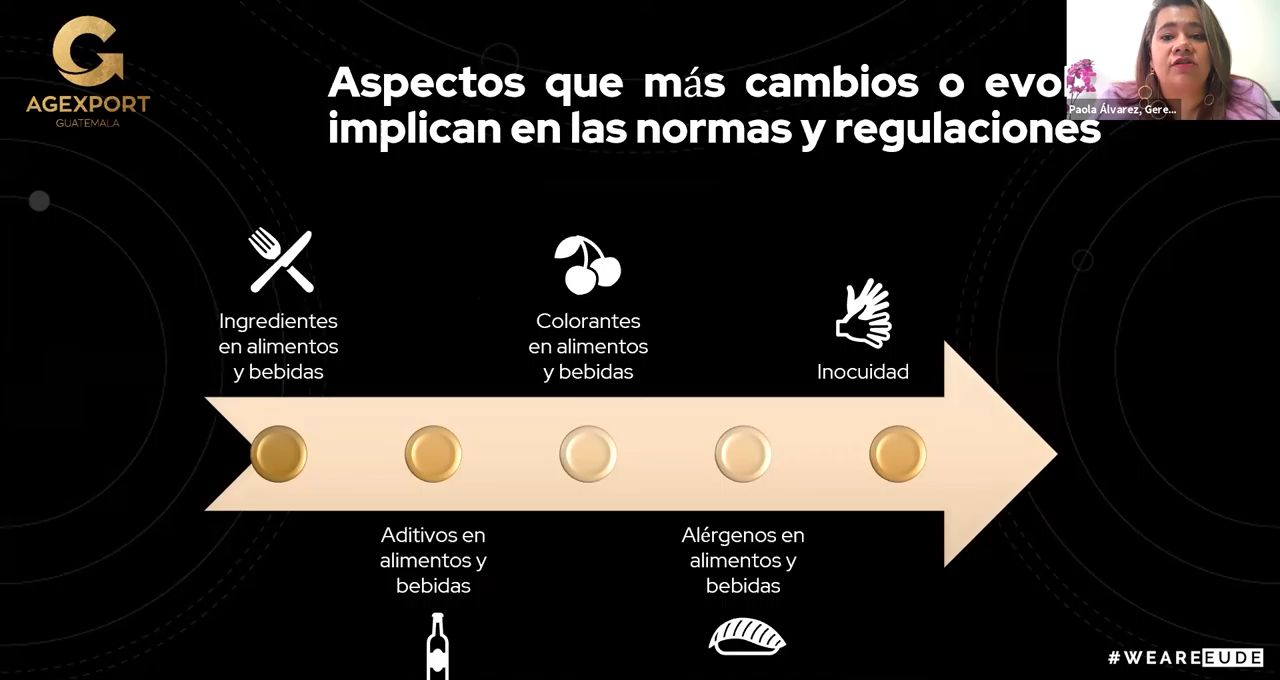 AGEXPORT
GUATEMALA
Aspectos que más cambios o evol
implican en las normas y regulaciones
Paola Álvarez, Gere...
Ingredientes
en alimentos
y bebidas
Colorantes
en alimentos
y bebidas
Inocuidad
Aditivos en
alimentos y
bebidas
Alérgenos en
alimentos y
bebidas
#WEAREEUDE